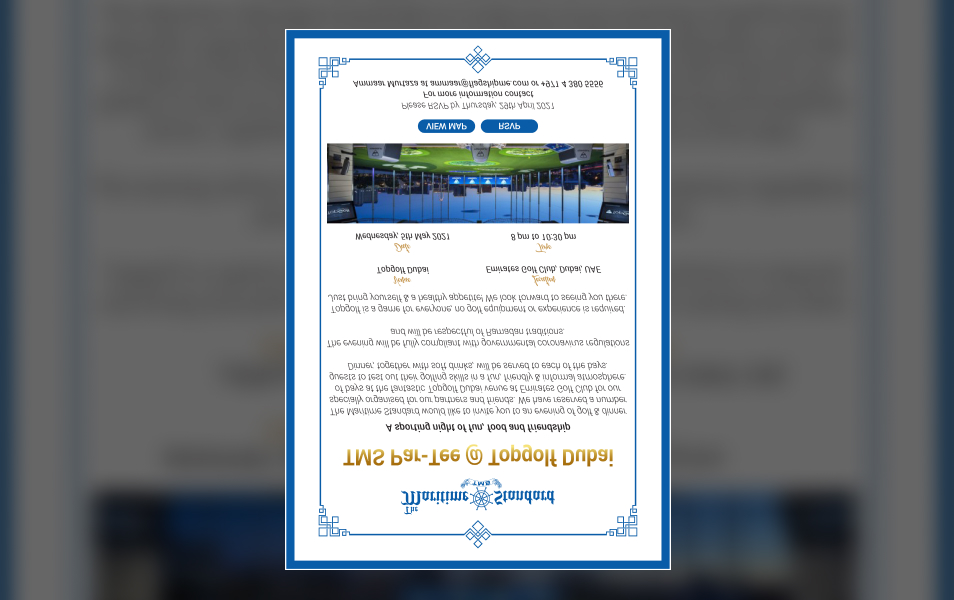 The
Maritime Standard
TMS
TMS Par-Tee @ Topgolf Dubai
A sporting night of fun, food and friendship
The Maritime Standard would like to invite you to an evening of golf & dinner
specially organised for our partners and friends. We have reserved a number
of bays at the fantastic Topgolf Dubai venue at Emirates Golf Club for our
guests to test out their golfing skills in a fun, friendly & informal atmosphere.
Dinner, together with soft drinks, will be served to each of the bays.
The evening will be fully compliant with governmental coronavirus regulations
and will be respectful of Ramadan traditions.
Topgolf is a game for everyone, no golf equipment or experience is required.
Just bring yourself & a healthy appetite! We look forward to seeing you there.
Venue Location
Topgolf Dubai Emirates Golf Club, Dubai, UAE
Date Time
Wednesday, 5th May 2021 8 pm to 10:30 pm
VIEW MAP RSVP
Please RSVP by Thursday, 29th April 2021
For more information contact
Ammaar Murtaza at ammaar@flagshipme.com or +971 4 380 5556